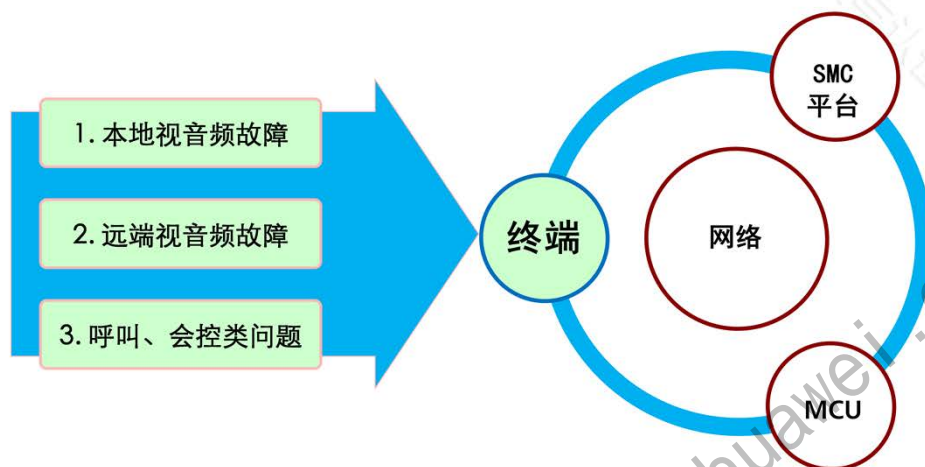 1. 本地视音频故障
2. 远端视音频故障
3. 呼叫、会控类问题
终端
网络
SMC
平台
MCU
huawei.